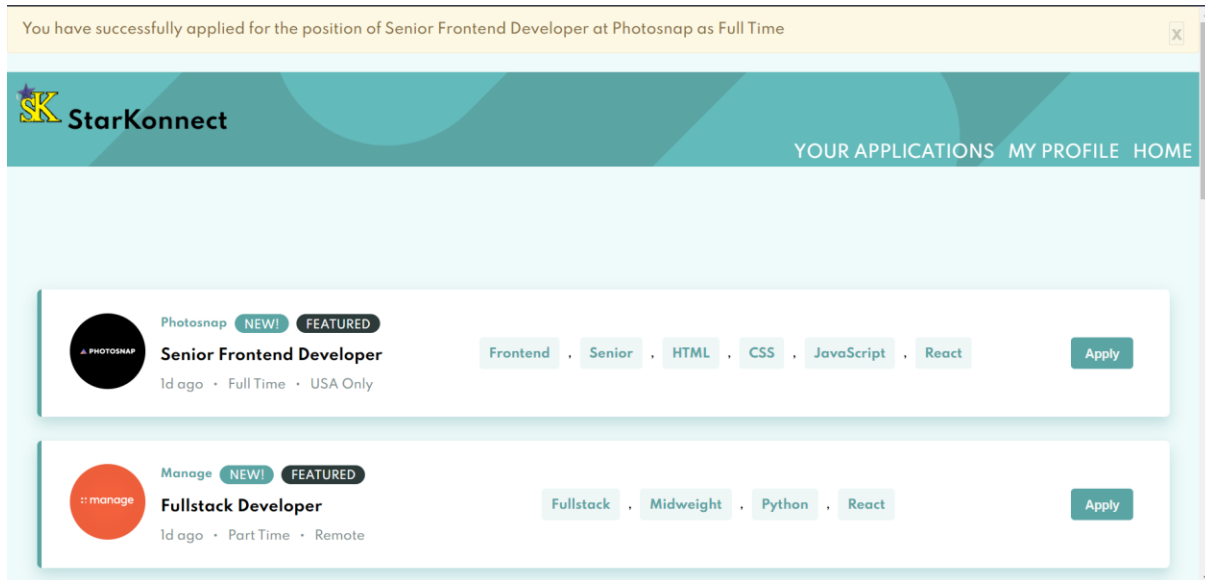 You have successfully applied for the position of Senior Frontend Developer at Photosnap as Full Time
x
SK StarKonnect
YOUR APPLICATIONS MY PROFILE HOME
PHOTOSNAP
Photosnap NEW! FEATURED
Senior Frontend Developer
1d ago • Full Time • USA Only
Frontend , Senior , HTML , CSS , JavaScript , React
Apply
:: manage
Manage NEW! FEATURED
Fullstack Developer
1d ago • Part Time • Remote
Fullstack , Midweight , Python , React
Apply